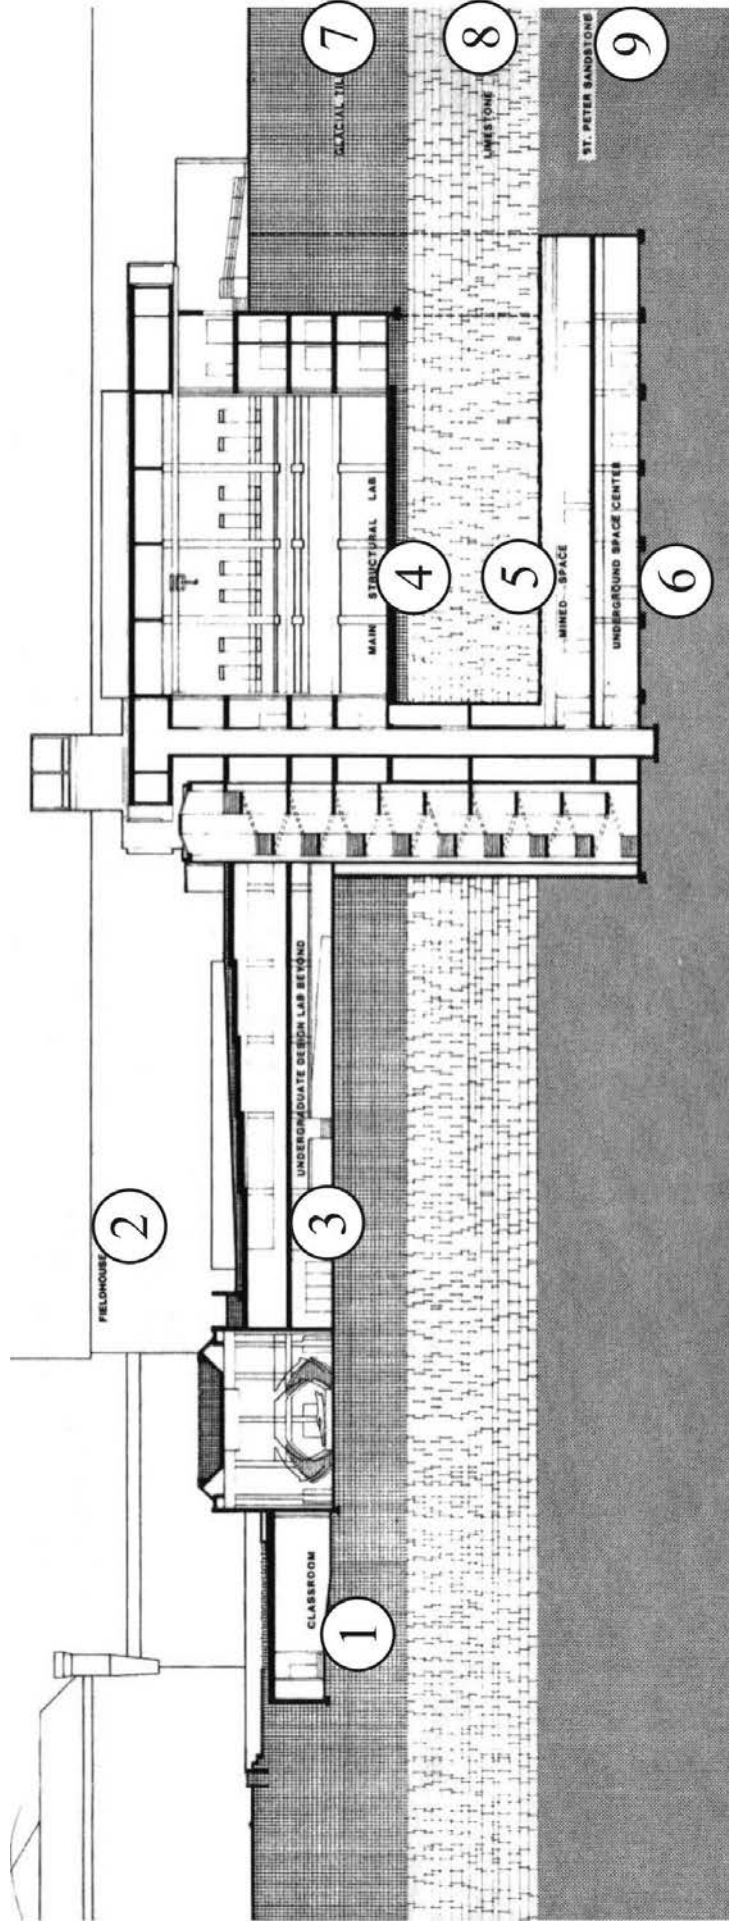 CLASSROOM
1
FIELDHOUSE
2
UNDERGRADUATE DESIGN LAB BEYOND
3
MAIN STRUCTURAL LAB
4
5
MINED SPACE
UNDERGROUND SPACE CENTER
6
7
GLACIAL TILL
8
LIMESTONE
9
ST. PETER SANDSTONE